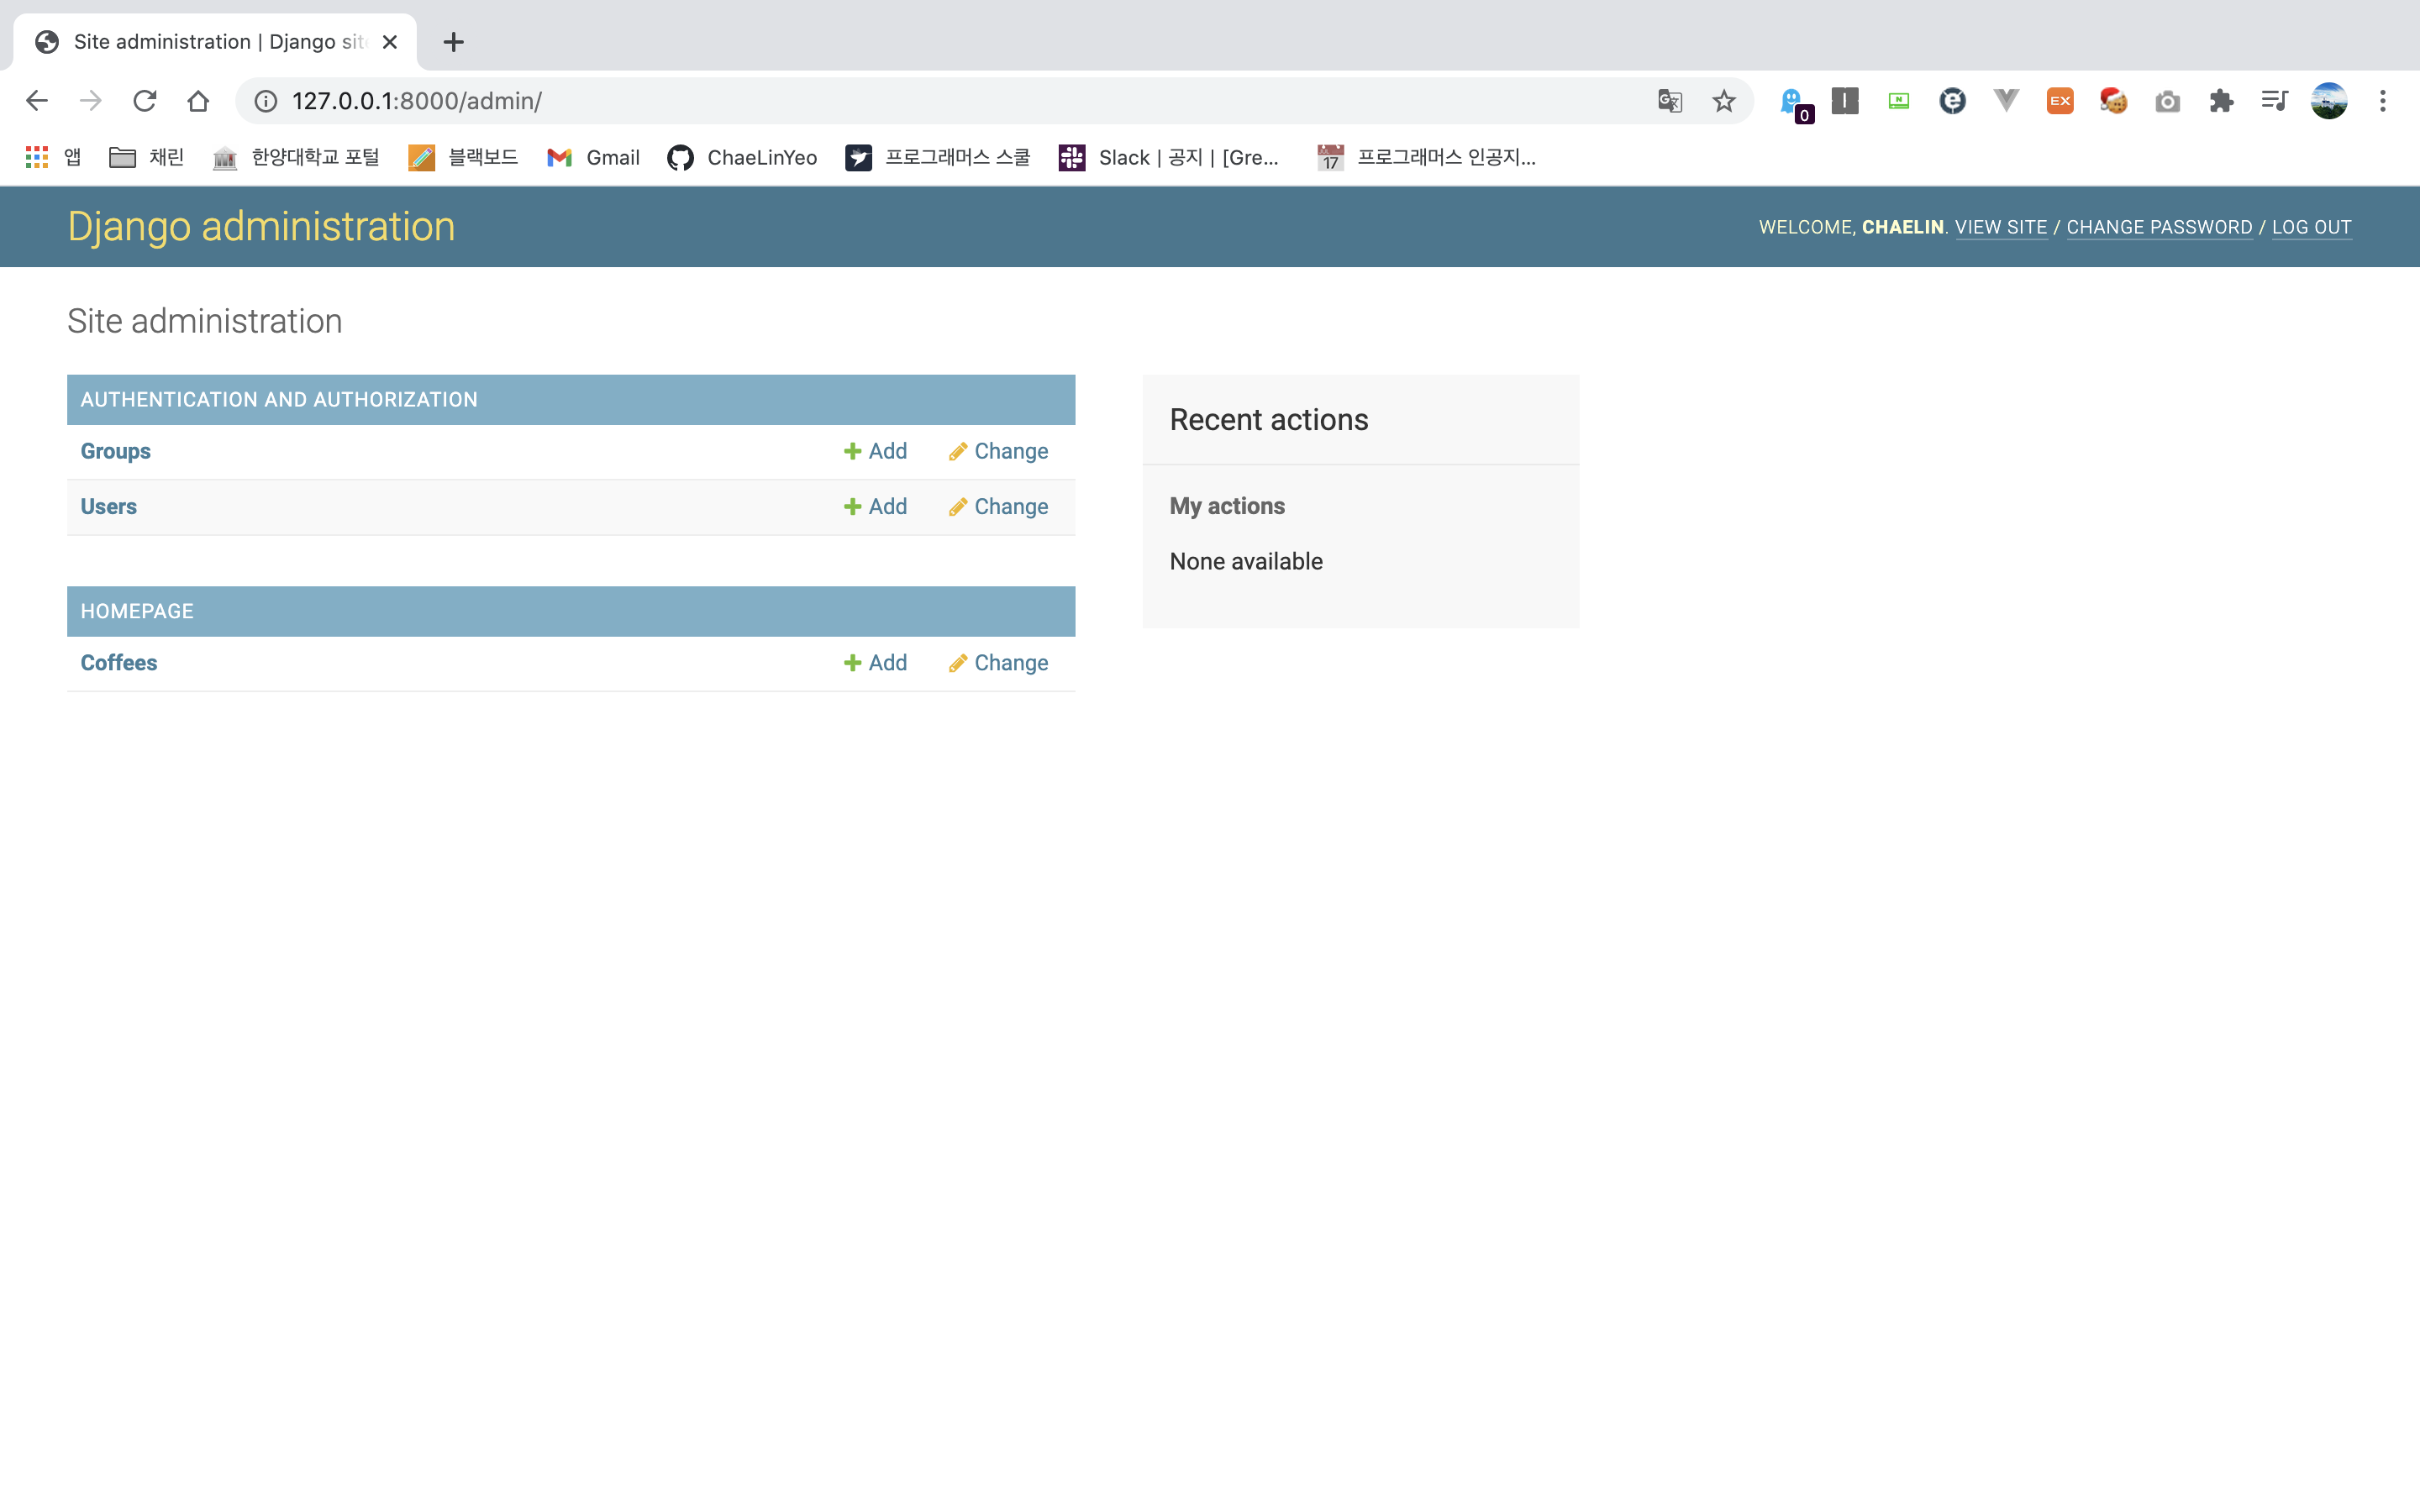 Site administration | Django sit
127.0.0.1:8000/admin/
0
EX
앱 채린 한양대학교 포털 블랙보드 Gmail ChaeLinYeo 프로그래머스 스쿨 Slack | 공지 | [Gre... 17 프로그래머스 인공지...
Django administration
WELCOME, CHAELIN. VIEW SITE / CHANGE PASSWORD / LOG OUT
Site administration
AUTHENTICATION AND AUTHORIZATION
Groups Add Change
Users Add Change
HOMEPAGE
Coffees Add Change
Recent actions
My actions
None available